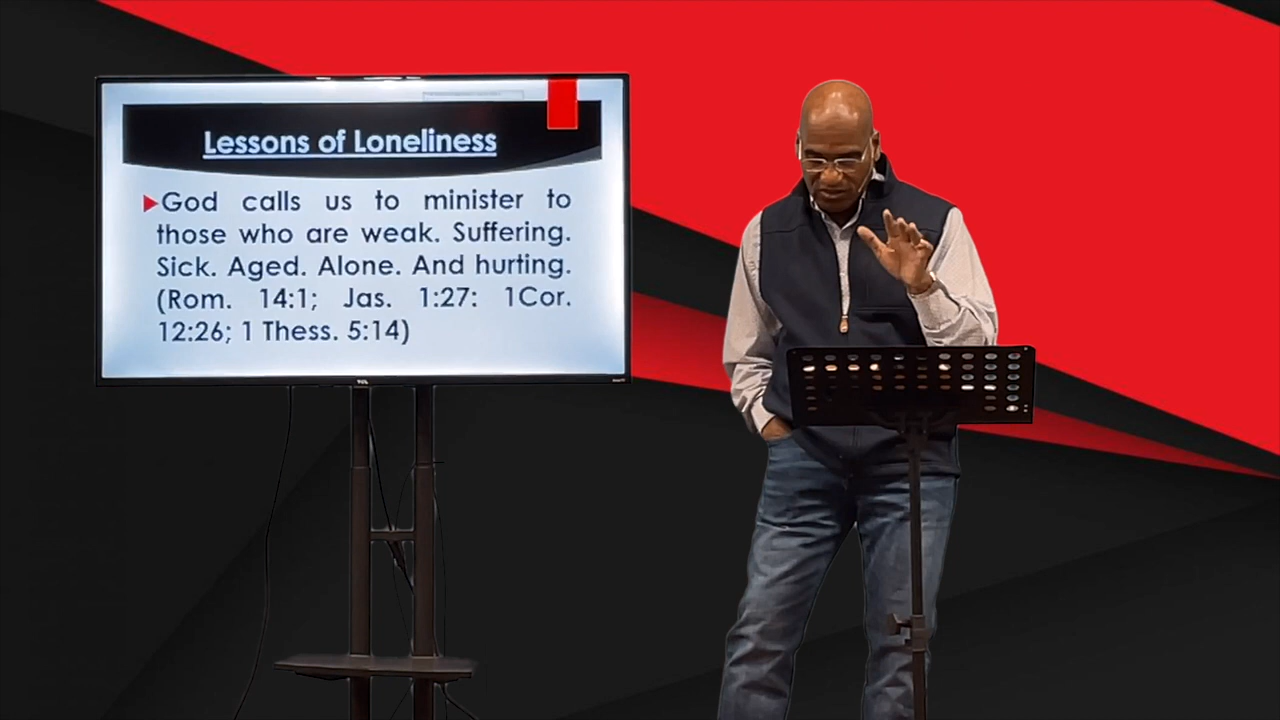 Lessons of Loneliness
God calls us to minister to
those who are weak. Suffering.
Sick. Aged. Alone. And hurting.
(Rom. 14:1; Jas. 1:27: 1Cor.
12:26; 1 Thess. 5:14)
TCL